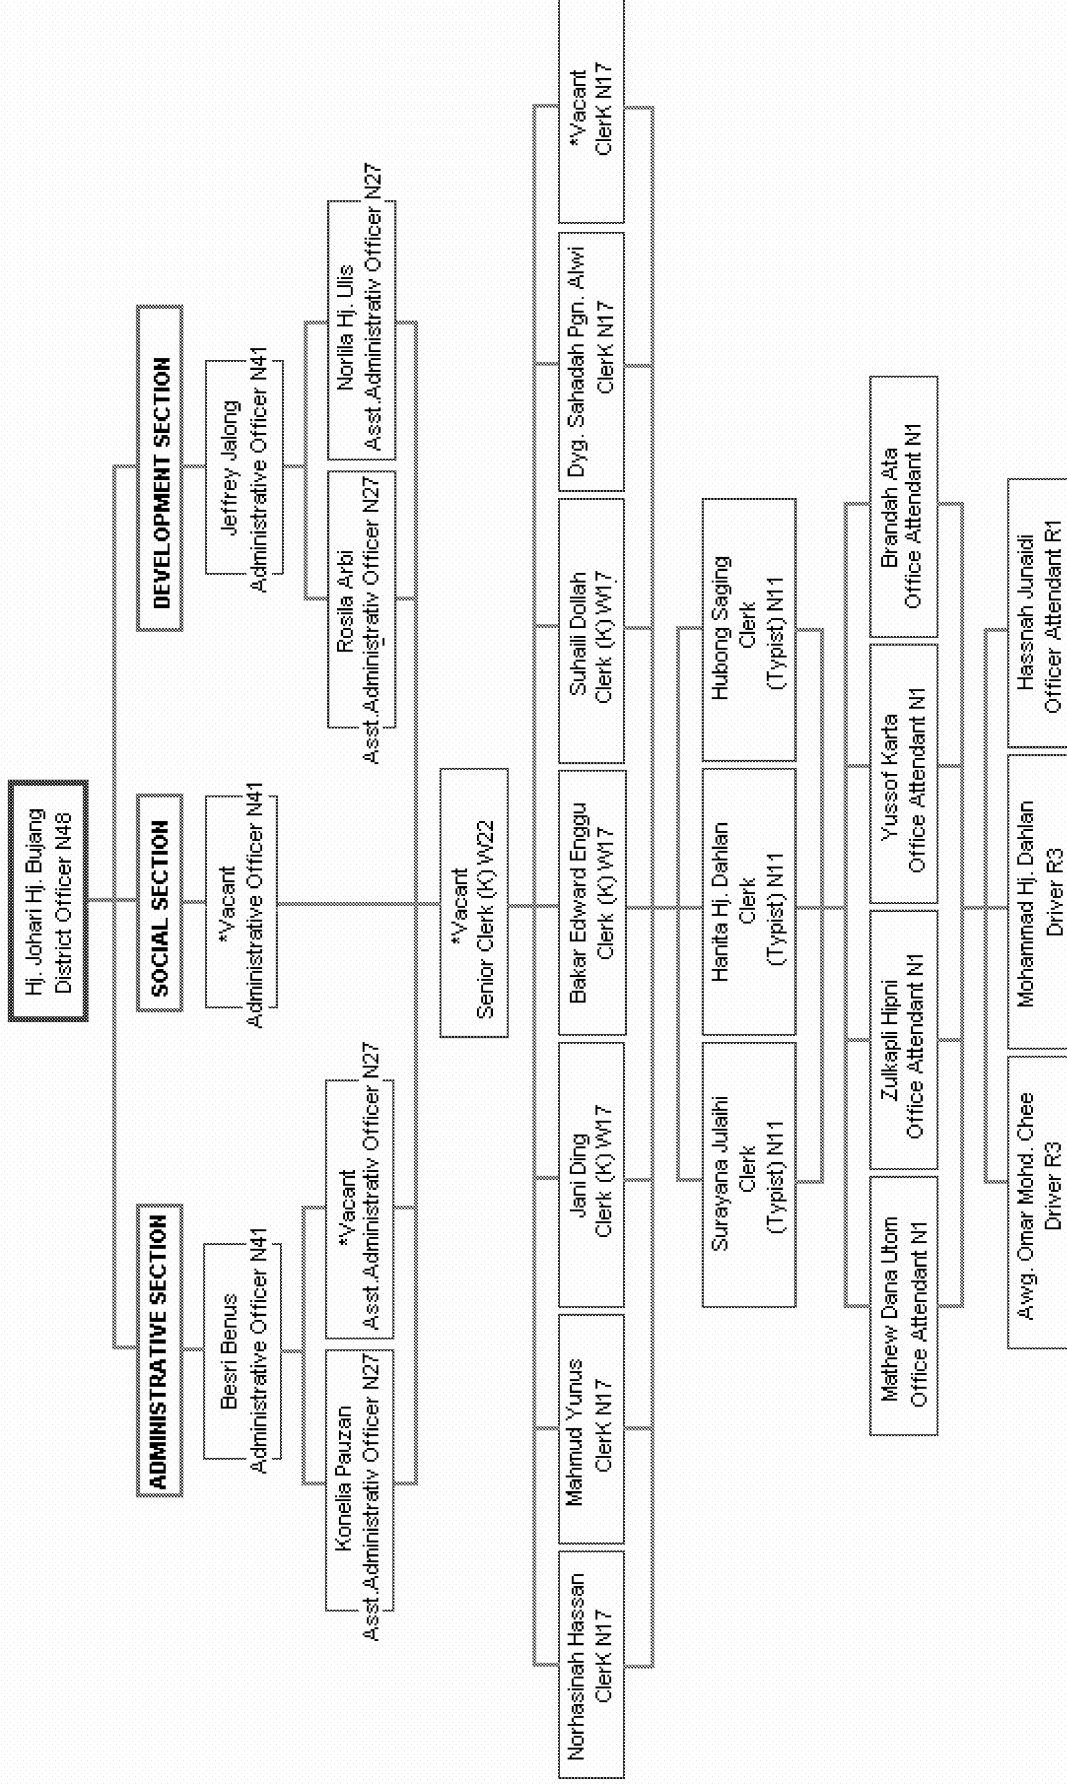 Hj. Johari Hj. Bujang
District Officer N48
ADMINISTRATIVE SECTION
SOCIAL SECTION
DEVELOPMENT SECTION
Besri Benus
Administrative Officer N41
*Vacant
Administrative Officer N41
Jeffrey Jalong
Administrative Officer N41
Konelia Pauzan
Asst.Administrativ Officer N27
*Vacant
Asst.Administrativ Officer N27
Rosila Arbi
Asst.Administrativ Officer N27
Norlila Hj. Ulis
Asst.Administrativ Officer N27
*Vacant
Senior Clerk (K) W22
Norhasinah Hassan
ClerK N17
Mahmud Yunus
ClerK N17
Jani Ding
Clerk (K) W17
Bakar Edward Enggu
Clerk (K) W17
Suhaili Dollah
Clerk (K) W17
Dyg. Sahadah Pgn. Alwi
ClerK N17
*Vacant
ClerK N17
Surayana Julaihi
Clerk
(Typist) N11
Hanita Hj. Dahlan
Clerk
(Typist) N11
Hubong Saging
Clerk
(Typist) N11
Mathew Dana Utom
Office Attendant N1
Zulkapli Hipni
Office Attendant N1
Yussof Karta
Office Attendant N1
Brandah Ata
Office Attendant N1
Awg. Omar Mohd. Chee
Driver R3
Mohammad Hj. Dahlan
Driver R3
Hassnah Junaidi
Officer Attendant R1